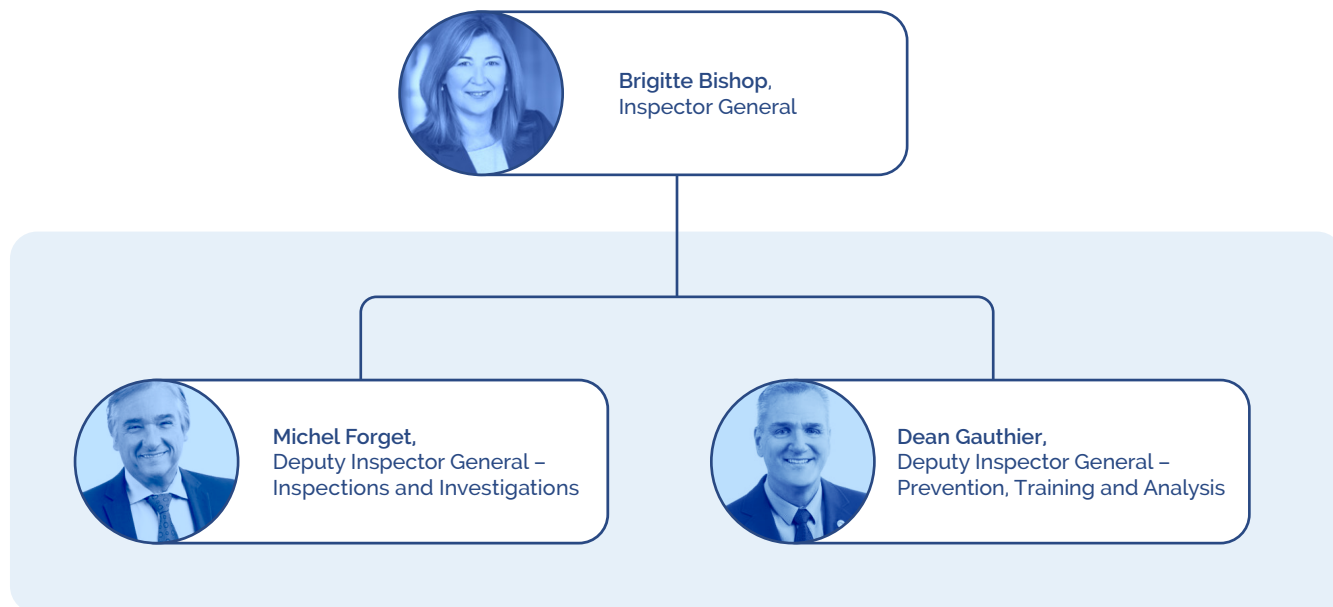 Brigitte Bishop,
Inspector General
Michel Forget,
Deputy Inspector General –
Inspections and Investigations
Dean Gauthier,
Deputy Inspector General –
Prevention, Training and Analysis